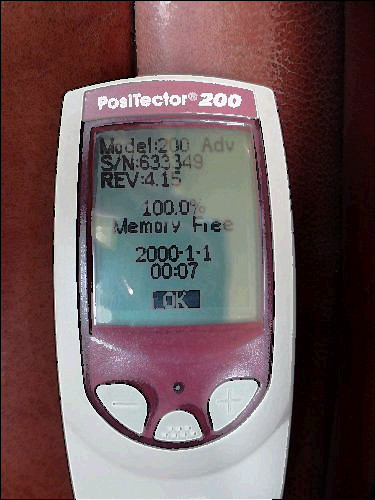 PosiTector® 200
Model:200 Adv
S/N:633349
REV:4.15
100.0%
Memory Free
2000-1-1
00:07
OK